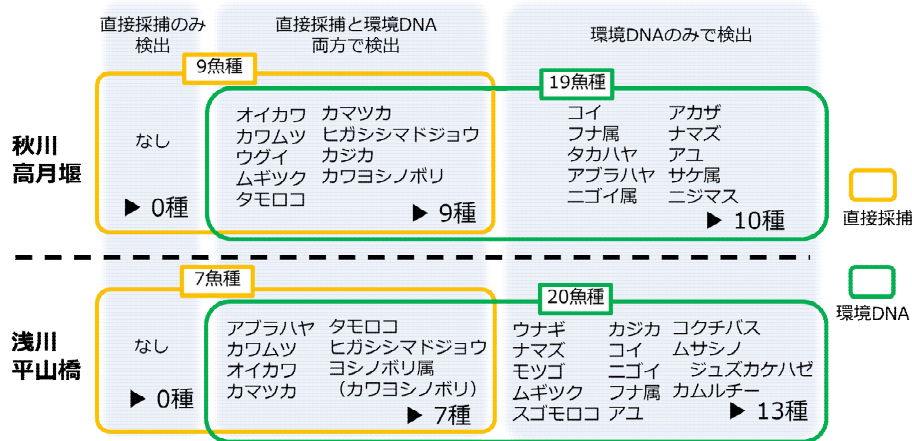 直接採捕のみ
検出
直接採捕と環境DNA
両方で検出
環境DNAのみで検出
9魚種
19魚種
秋川
高月堰
なし
▶ 0種
オイカワ カマツカ
カワムツ ヒガシシマドジョウ
ウグイ カジカ
ムギツク カワヨシノボリ
タモロコ
▶ 9種
コイ アカザ
フナ属 ナマズ
タカハヤ アユ
アブラハヤ サケ属
ニゴイ属 ニジマス
▶ 10種
直接採捕
7魚種
20魚種
浅川
平山橋
なし
▶ 0種
アブラハヤ タモロコ
カワムツ ヒガシシマドジョウ
オイカワ ヨシノボリ属
カマツカ （カワヨシノボリ）
▶ 7種
ウナギ カジカ コクチバス
ナマズ コイ ムサシノ
モツゴ ニゴイ ジュズカケハゼ
ムギツク フナ属 カムルチー
スゴモロコ アユ
▶ 13種
環境DNA